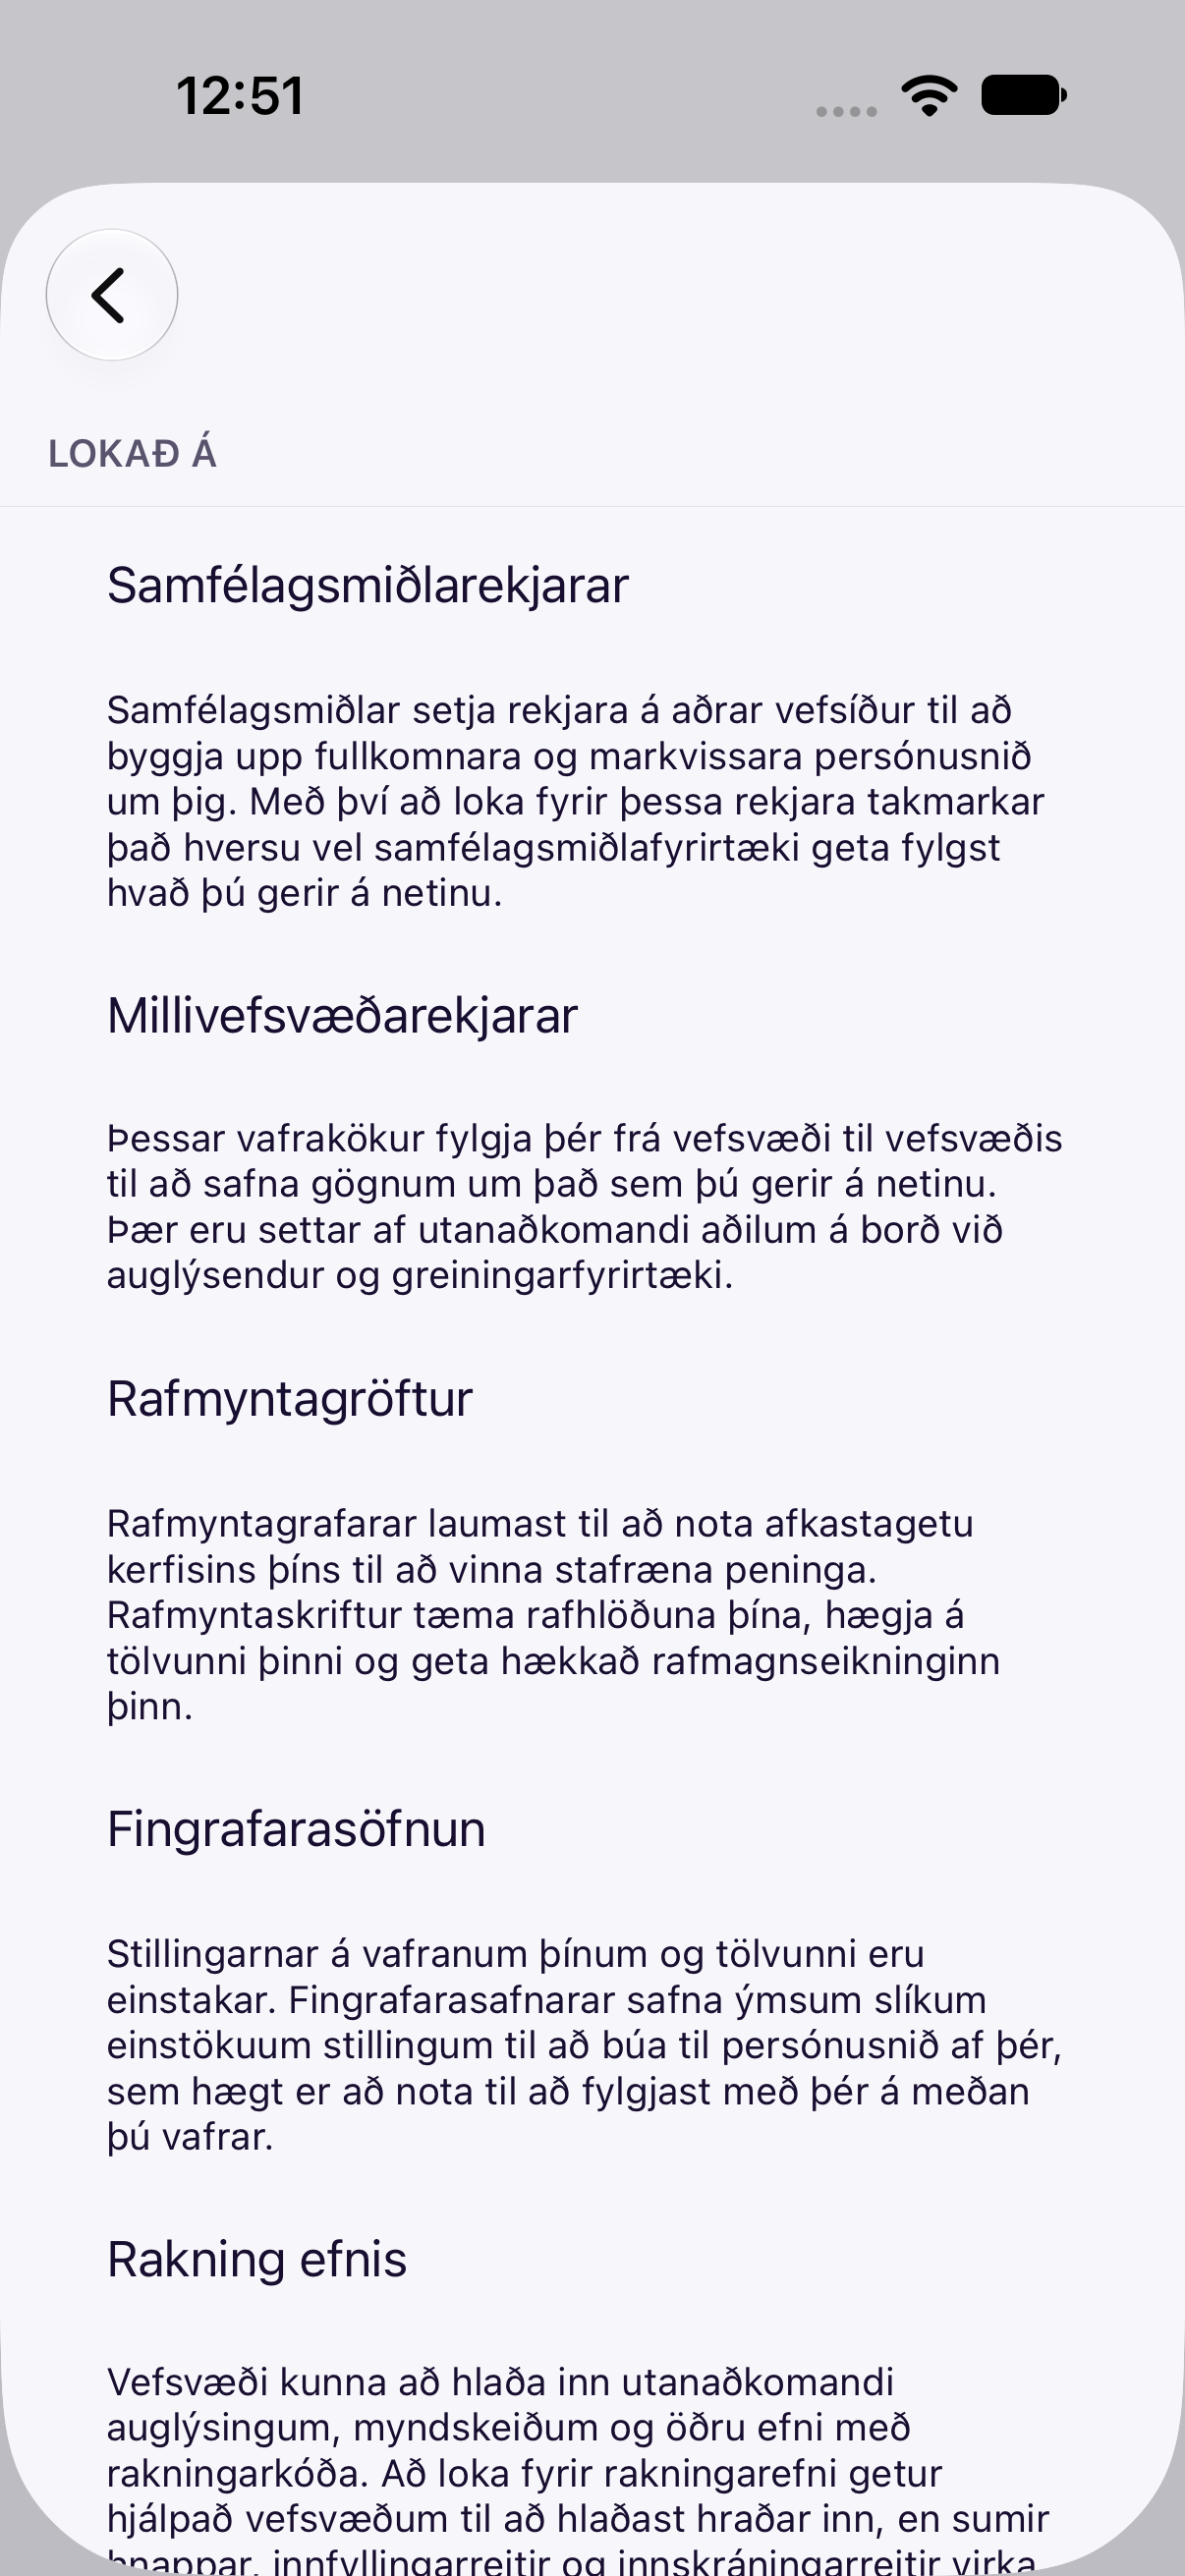 12:51
LOKAÐ Á
Samfélagsmiðlarekjarar
Samfélagsmiðlar setja rekjara á aðrar vefsíður til að
byggja upp fullkomnara og markvissara persónusnið
um þig. Með því að loka fyrir þessa rekjara takmarkar
það hversu vel samfélagsmiðlafyrirtæki geta fylgst
hvað þú gerir á netinu.
Millivefsvæðarekjarar
Þessar vafrakökur fylgja þér frá vefsvæði til vefsvæðis
til að safna gögnum um það sem þú gerir á netinu.
Þær eru settar af utanaðkomandi aðilum á borð við
auglýsendur og greiningarfyrirtæki.
Rafmyntagröftur
Rafmyntagrafarar laumast til að nota afkastagetu
kerfisins þíns til að vinna stafræna peninga.
Rafmyntaskriftur tæma rafhlöðuna þína, hægja á
tölvunni þinni og geta hækkað rafmagnseikninginn
þinn.
Fingrafarasöfnun
Stillingarnar á vafranum þínum og tölvunni eru
einstakar. Fingrafarasafnarar safna ýmsum slíkum
einstökuum stillingum til að búa til persónusnið af þér,
sem hægt er að nota til að fylgjast með þér á meðan
þú vafrar.
Rakning efnis
Vefsvæði kunna að hlaða inn utanaðkomandi
auglýsingum, myndskeiðum og öðru efni með
rakningarkóða. Að loka fyrir rakningarefni getur
hjálpað vefsvæðum til að hlaðast hraðar inn, en sumir
hnappar, innfyllingarreitir og innskráningarreitir virka